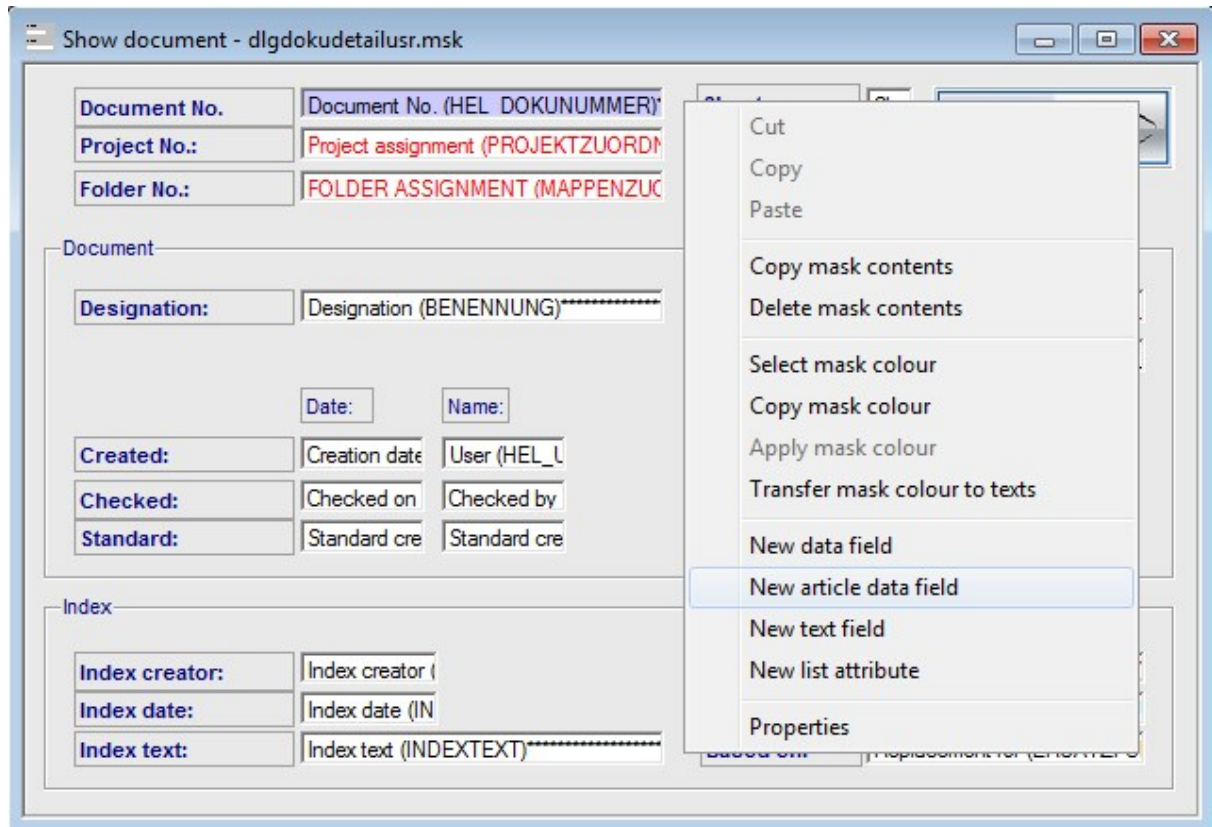 Show document - dlgdokudetailusr.msk
Document No. Document No. (HEL_DOKUNUMMER)*
Project No.: Project assignment (PROJEKTZUORDN
Folder No.: FOLDER ASSIGNMENT (MAPPENZUO
Document
Designation: Designation (BENENNUNG)**************
Date: Name:
Created: Creation date User (HEL_U
Checked: Checked on Checked by
Standard: Standard cre Standard cre
Index
Index creator: Index creator (
Index date: Index date (IN
Index text: Index text (INDEXTEXT)*******************
Cut
Copy
Paste
Copy mask contents
Delete mask contents
Select mask colour
Copy mask colour
Apply mask colour
Transfer mask colour to texts
New data field
New article data field
New text field
New list attribute
Properties